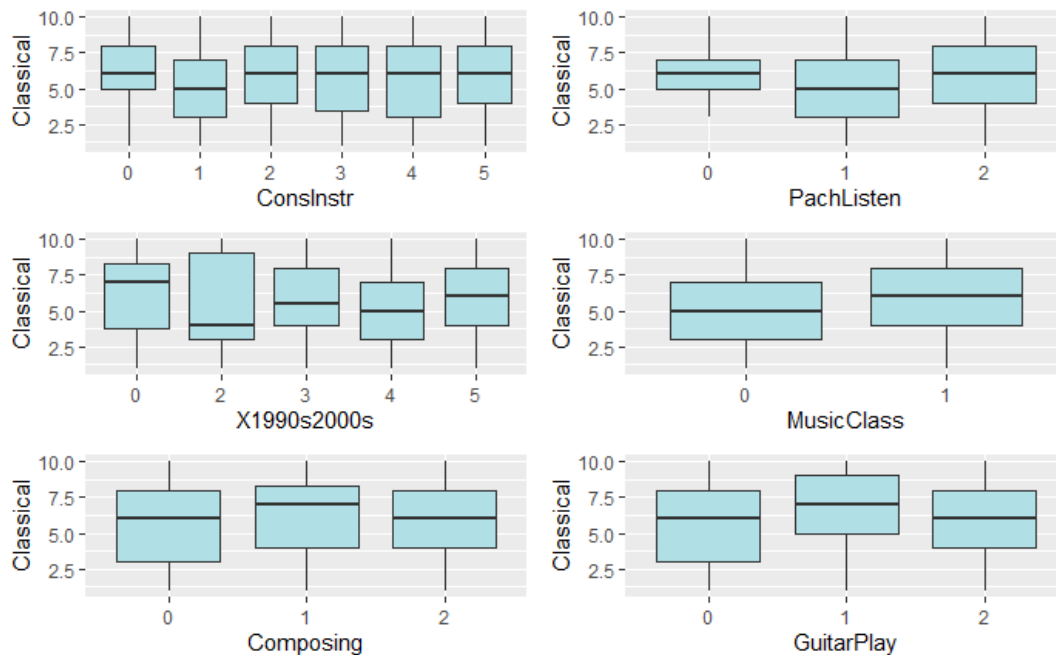 Classical
10.0
7.5
5.0
2.5
0 1 2 3 4 5
ConsInstr
Classical
10.0
7.5
5.0
2.5
0 1 2
PachListen
Classical
10.0
7.5
5.0
2.5
0 2 3 4 5
X1990s2000s
Classical
10.0
7.5
5.0
2.5
0 1
MusicClass
Classical
10.0
7.5
5.0
2.5
0 1 2
Composing
Classical
10.0
7.5
5.0
2.5
0 1 2
GuitarPlay